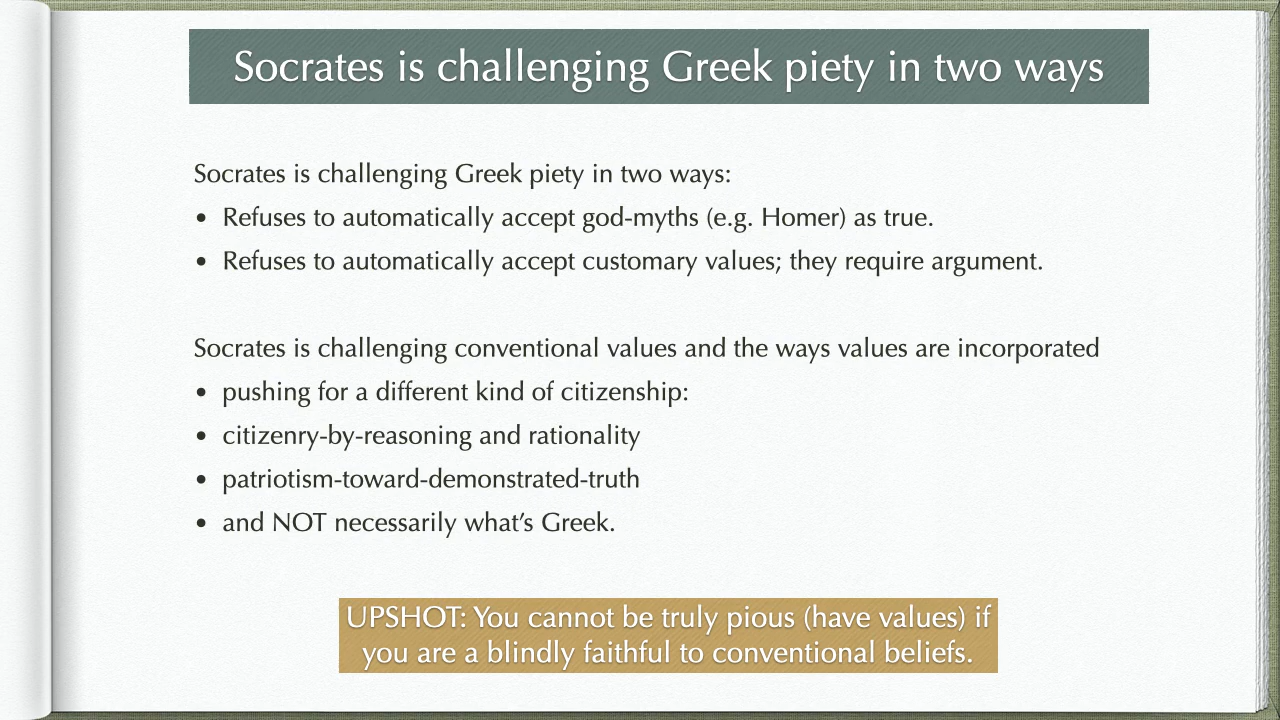 Socrates is challenging Greek piety in two ways
Socrates is challenging Greek piety in two ways:
• Refuses to automatically accept god-myths (e.g. Homer) as true.
• Refuses to automatically accept customary values; they require argument.
Socrates is challenging conventional values and the ways values are incorporated
• pushing for a different kind of citizenship:
• citizenry-by-reasoning and rationality
• patriotism-toward-demonstrated-truth
• and NOT necessarily what’s Greek.
UPSHOT: You cannot be truly pious (have values) if
you are a blindly faithful to conventional beliefs.